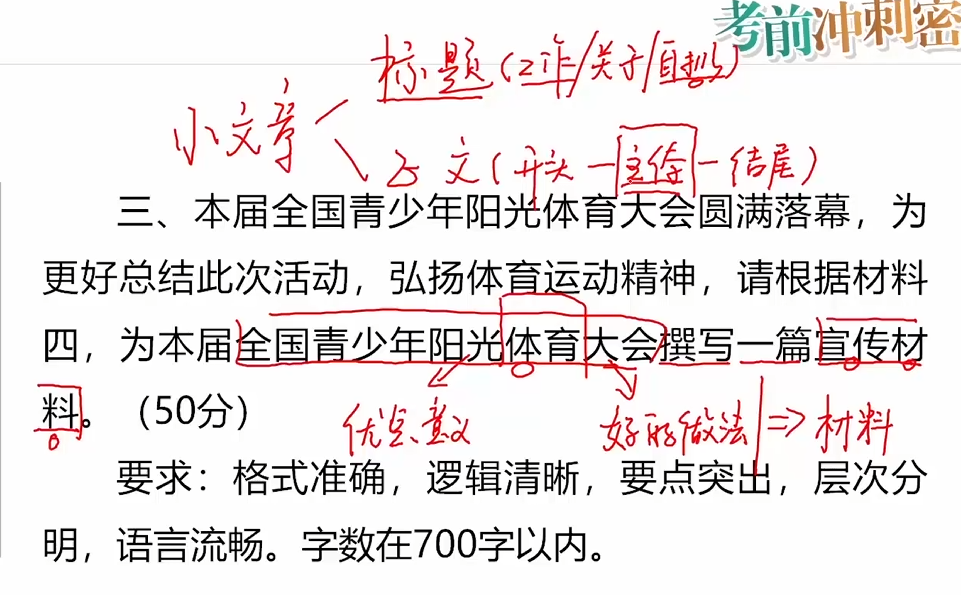 考前冲刺密
标题(工作/关于/自拟)
小文章
正文(开头-宣传-结尾)
三、本届全国青少年阳光体育大会圆满落幕，为
更好总结此次活动，弘扬体育运动精神，请根据材料
四，为本届全国青少年阳光体育大会撰写一篇宣传材
料。（50分）
优点意义 好的做法 => 材料
要求：格式准确，逻辑清晰，要点突出，层次分
明，语言流畅。字数在700字以内。